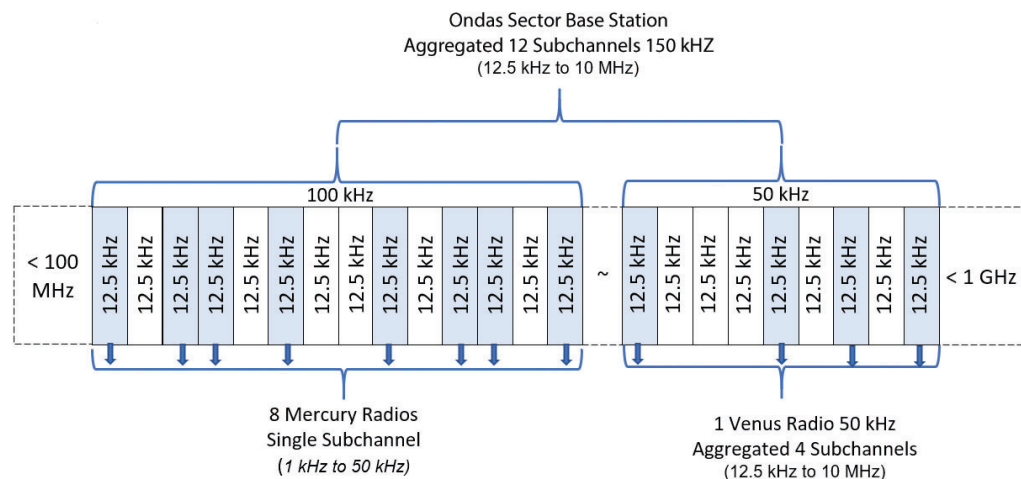 Ondas Sector Base Station
Aggregated 12 Subchannels 150 kHZ
(12.5 kHz to 10 MHz)
100 kHz
50 kHz
< 100
MHz
12.5 kHz
12.5 kHz
12.5 kHz
12.5 kHz
12.5 kHz
12.5 kHz
12.5 kHz
12.5 kHz
12.5 kHz
12.5 kHz
12.5 kHz
12.5 kHz
12.5 kHz
12.5 kHz
~
12.5 kHz
12.5 kHz
12.5 kHz
12.5 kHz
12.5 kHz
12.5 kHz
12.5 kHz
12.5 kHz
12.5 kHz
< 1 GHz
8 Mercury Radios
Single Subchannel
(1 kHz to 50 kHz)
1 Venus Radio 50 kHz
Aggregated 4 Subchannels
(12.5 kHz to 10 MHz)